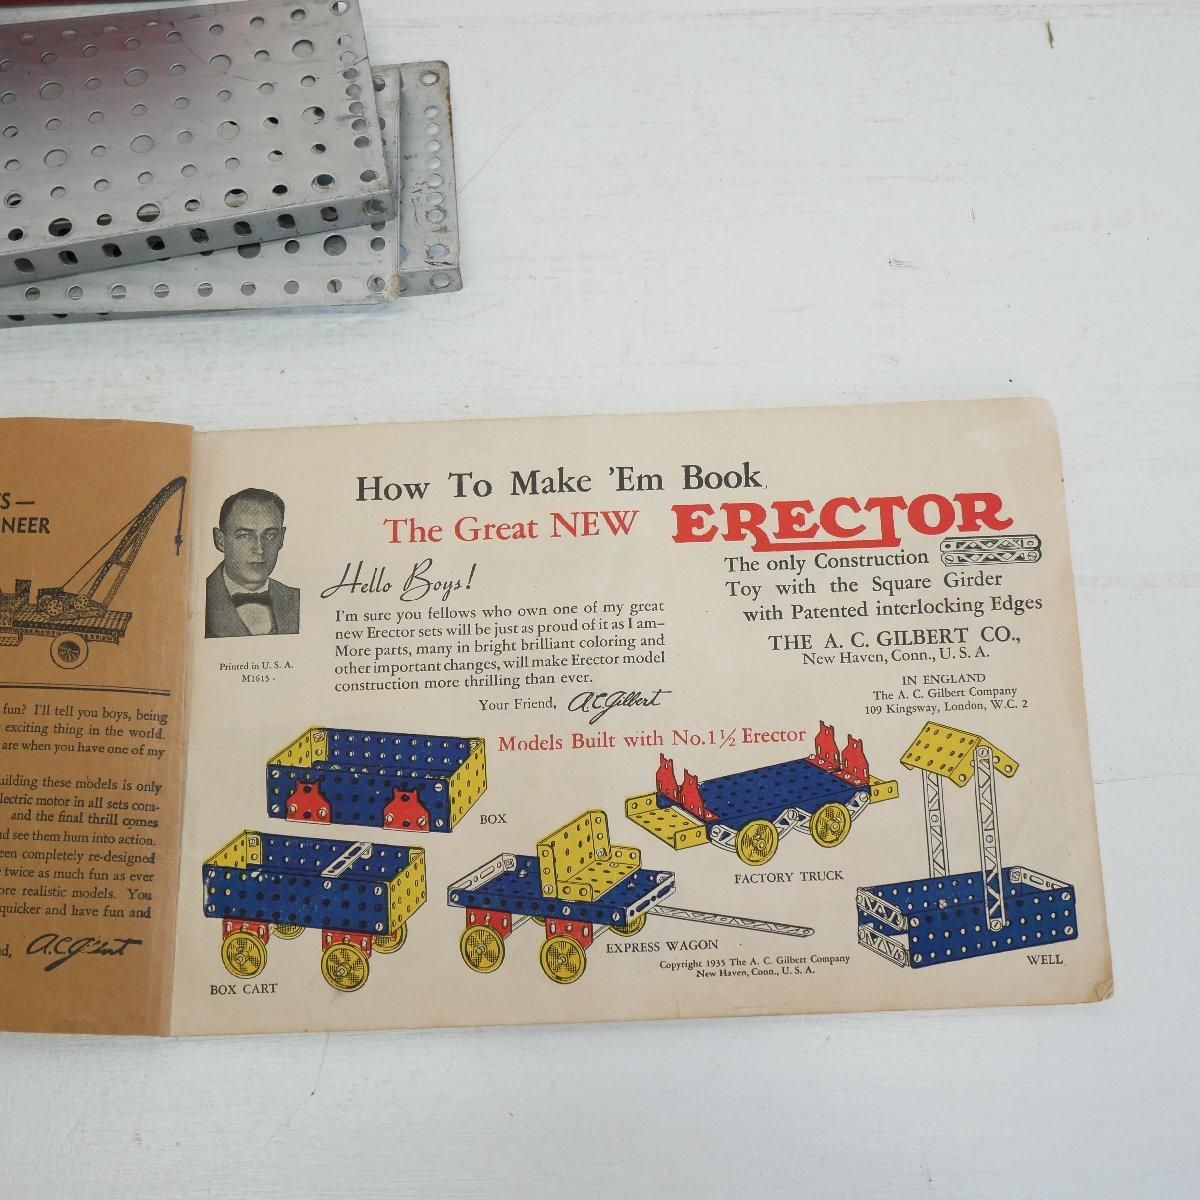 S—
NEER
fun? I'll tell you boys, being
exciting thing in the world.
are when you have one of my
uilding these models is only
lectric motor in all sets com-
and the final thrill comes
nd see them hum into action.
een completely re-designed
twice as much fun as ever
ore realistic models. You
quicker and have fun and
d,
A.C. Gilbert
How To Make 'Em Book
The Great NEW ERECTOR
The only Construction
Toy with the Square Girder
with Patented interlocking Edges
THE A. C. GILBERT CO.,
New Haven, Conn., U. S. A.
IN ENGLAND
The A. C. Gilbert Company
109 Kingsway, London, W.C. 2
Hello Boys!
I'm sure you fellows who own one of my great
new Erector sets will be just as proud of it as I am—
More parts, many in bright brilliant coloring and
other important changes, will make Erector model
construction more thrilling than ever.
Your Friend, A.C. Gilbert
Printed in U. S. A.
M1615.
Models Built with No. 1½ Erector
BOX
FACTORY TRUCK
BOX CART
EXPRESS WAGON
Copyright 1935 The A. C. Gilbert Company
New Haven, Conn., U. S. A.
WELL